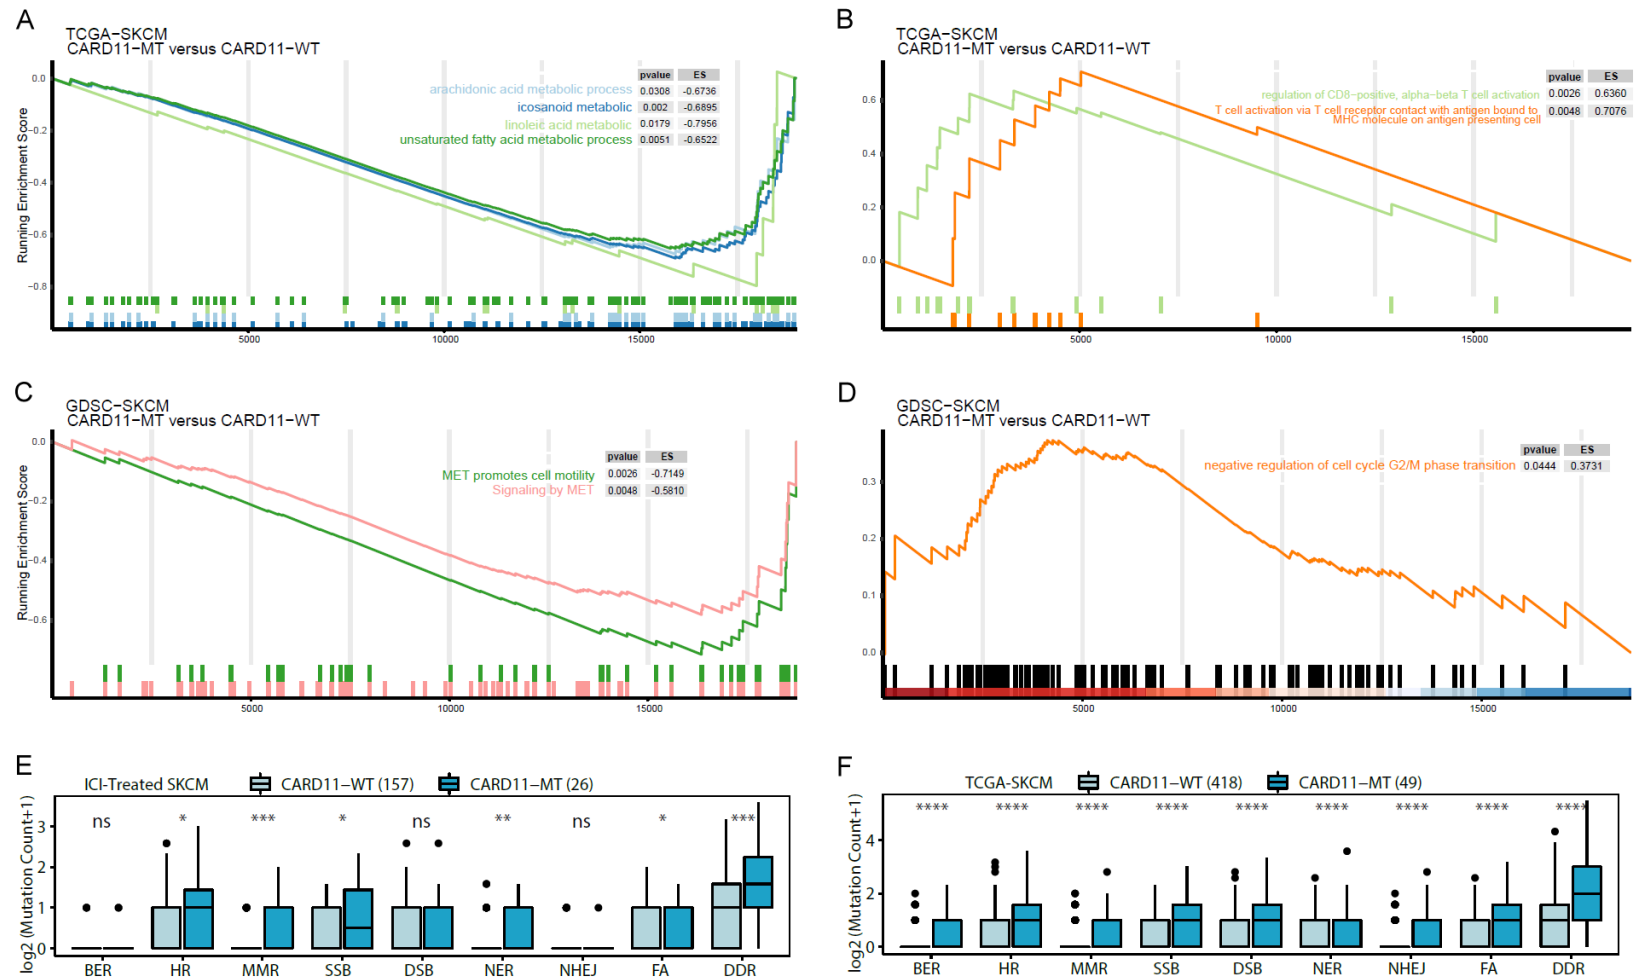 A
TCGA−SKCM
CARD11−MT versus CARD11−WT
Running Enrichment Score
0.0
−0.2
−0.4
−0.6
−0.8
pvalue ES
arachidonic acid metabolic process 0.0308 -0.6736
icosanoid metabolic 0.002 -0.6895
linoleic acid metabolic 0.0179 -0.7956
unsaturated fatty acid metabolic process 0.0051 -0.6522
5000 10000 15000
B
TCGA−SKCM
CARD11−MT versus CARD11−WT
0.6
0.4
0.2
0.0
pvalue ES
regulation of CD8−positive, alpha−beta T cell activation 0.0026 0.6360
T cell activation via T cell receptor contact with antigen bound to 0.0048 0.7076
MHC molecule on antigen presenting cell
5000 10000 15000
C
GDSC−SKCM
CARD11−MT versus CARD11−WT
Running Enrichment Score
0.0
−0.2
−0.4
−0.6
pvalue ES
MET promotes cell motility 0.0026 -0.7149
Signaling by MET 0.0048 -0.5810
5000 10000 15000
D
GDSC−SKCM
CARD11−MT versus CARD11−WT
0.3
0.2
0.1
0.0
pvalue ES
negative regulation of cell cycle G2/M phase transition 0.0444 0.3731
5000 10000 15000
E
ICI-Treated SKCM CARD11−WT (157) CARD11−MT (26)
log2 (Mutation Count+1)
3
2
1
0
ns * *** * ns ** ns * ***
BER HR MMR SSB DSB NER NHEJ FA DDR
F
TCGA-SKCM CARD11−WT (418) CARD11−MT (49)
log2 (Mutation Count+1)
4
2
0
**** **** **** **** **** **** **** **** ****
BER HR MMR SSB DSB NER NHEJ FA DDR